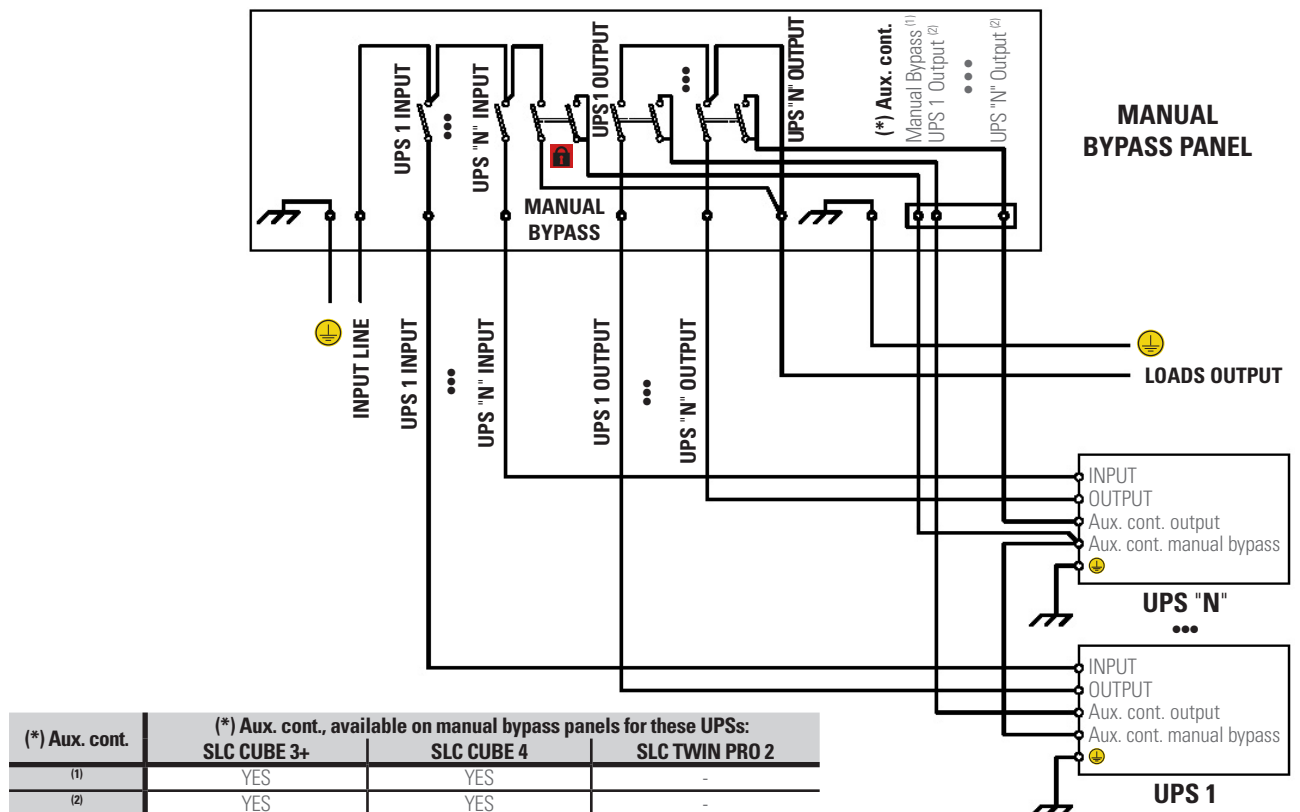 MANUAL
BYPASS PANEL
UPS 1 INPUT
•••
UPS "N" INPUT
MANUAL
BYPASS
UPS 1 OUTPUT
•••
UPS "N" OUTPUT
(*) Aux. cont.
Manual Bypass (1)
UPS 1 Output (2)
•••
UPS "N" Output (2)
INPUT LINE
UPS 1 INPUT
•••
UPS "N" INPUT
UPS 1 OUTPUT
•••
UPS "N" OUTPUT
LOADS OUTPUT
INPUT
OUTPUT
Aux. cont. output
Aux. cont. manual bypass
UPS "N"
•••
INPUT
OUTPUT
Aux. cont. output
Aux. cont. manual bypass
UPS 1
(*) Aux. cont.
(*) Aux. cont., available on manual bypass panels for these UPSs:
SLC CUBE 3+ SLC CUBE 4 SLC TWIN PRO 2
(1) YES YES -
(2) YES YES -